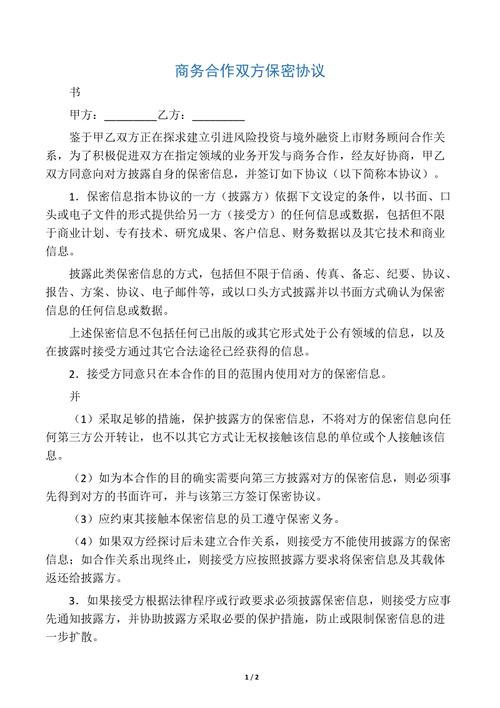 商务合作双方保密协议
书
甲方：_________乙方：_________
鉴于甲乙双方正在探求建立引进风险投资与境外融资上市财务顾问合作关
系，为了积极促进双方在指定领域的业务开发与商务合作，经友好协商，甲乙
双方同意向对方披露自身的保密信息，并签订如下协议（以下简称本协议）。
1．保密信息指本协议的一方（披露方）依据下文设定的条件，以书面、口
头或电子文件的形式提供给另一方（接受方）的任何信息或数据，包括但不限
于商业计划、专有技术、研究成果、客户信息、财务数据以及其它技术和商业
信息。
披露此类保密信息的方式，包括但不限于信函、传真、备忘、纪要、协议、
报告、方案、协议、电子邮件等，或以口头方式披露并以书面方式确认为保密
信息的任何信息或数据。
上述保密信息不包括任何已出版的或其它形式处于公有领域的信息，以及
在披露时接受方通过其它合法途径已经获得的信息。
2．接受方同意只在本合作的目的范围内使用对方的保密信息。
并
（1）采取足够的措施，保护披露方的保密信息，不将对方的保密信息向任
何第三方公开转让，也不以其它方式让无权接触该信息的单位或个人接触该信
息。
（2）如为本合作的目的确实需要向第三方披露对方的保密信息，则必须事
先得到对方的书面许可，并与该第三方签订保密协议。
（3）应约束其接触本保密信息的员工遵守保密义务。
（4）如果双方经探讨后未建立合作关系，则接受方不能使用披露方的保密
信息；如合作关系出现终止，则接受方应按照披露方要求将保密信息及其载体
返还给披露方。
3．如果接受方根据法律程序或行政要求必须披露保密信息，则接受方应事
先通知披露方，并协助披露方采取必要的保护措施，防止或限制保密信息的进
一步扩散。
1 / 2